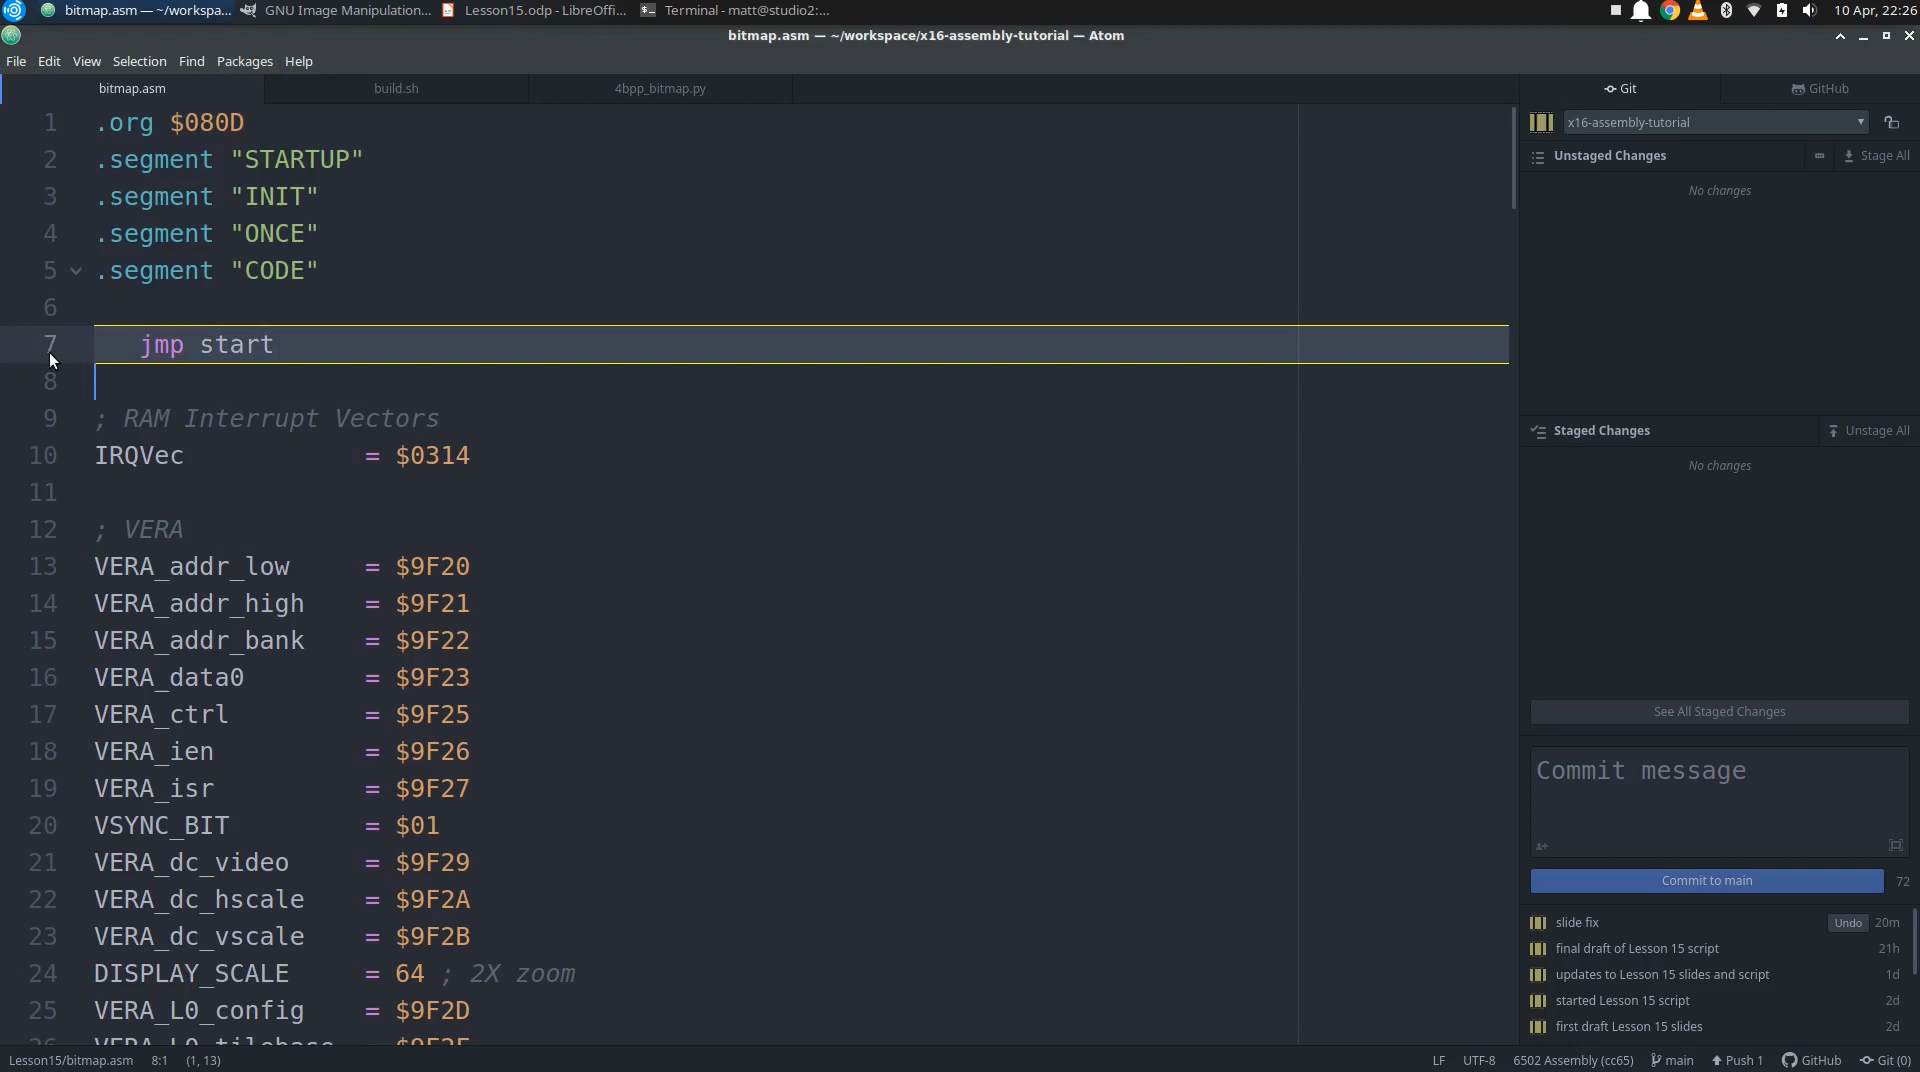 bitmap.asm — ~/workspa...
GNU Image Manipulation...
Lesson15.odp - LibreOffi...
Terminal - matt@studio2:...
10 Apr, 22:26
bitmap.asm — ~/workspace/x16-assembly-tutorial — Atom
File Edit View Selection Find Packages Help
bitmap.asm
build.sh
4bpp_bitmap.py
1 .org $080D
2 .segment "STARTUP"
3 .segment "INIT"
4 .segment "ONCE"
5 .segment "CODE"
6
7 jmp start
8
9 ; RAM Interrupt Vectors
10 IRQVec = $0314
11
12 ; VERA
13 VERA_addr_low = $9F20
14 VERA_addr_high = $9F21
15 VERA_addr_bank = $9F22
16 VERA_data0 = $9F23
17 VERA_ctrl = $9F25
18 VERA_ien = $9F26
19 VERA_isr = $9F27
20 VSYNC_BIT = $01
21 VERA_dc_video = $9F29
22 VERA_dc_hscale = $9F2A
23 VERA_dc_vscale = $9F2B
24 DISPLAY_SCALE = 64 ; 2X zoom
25 VERA_L0_config = $9F2D
Git
GitHub
x16-assembly-tutorial
Unstaged Changes
Stage All
No changes
Staged Changes
Unstage All
No changes
See All Staged Changes
Commit message
Commit to main
72
slide fix Undo 20m
final draft of Lesson 15 script 21h
updates to Lesson 15 slides and script 1d
started Lesson 15 script 2d
first draft Lesson 15 slides 2d
Lesson15/bitmap.asm 8:1 (1, 13)
LF UTF-8 6502 Assembly (cc65) main Push 1 GitHub Git (0)